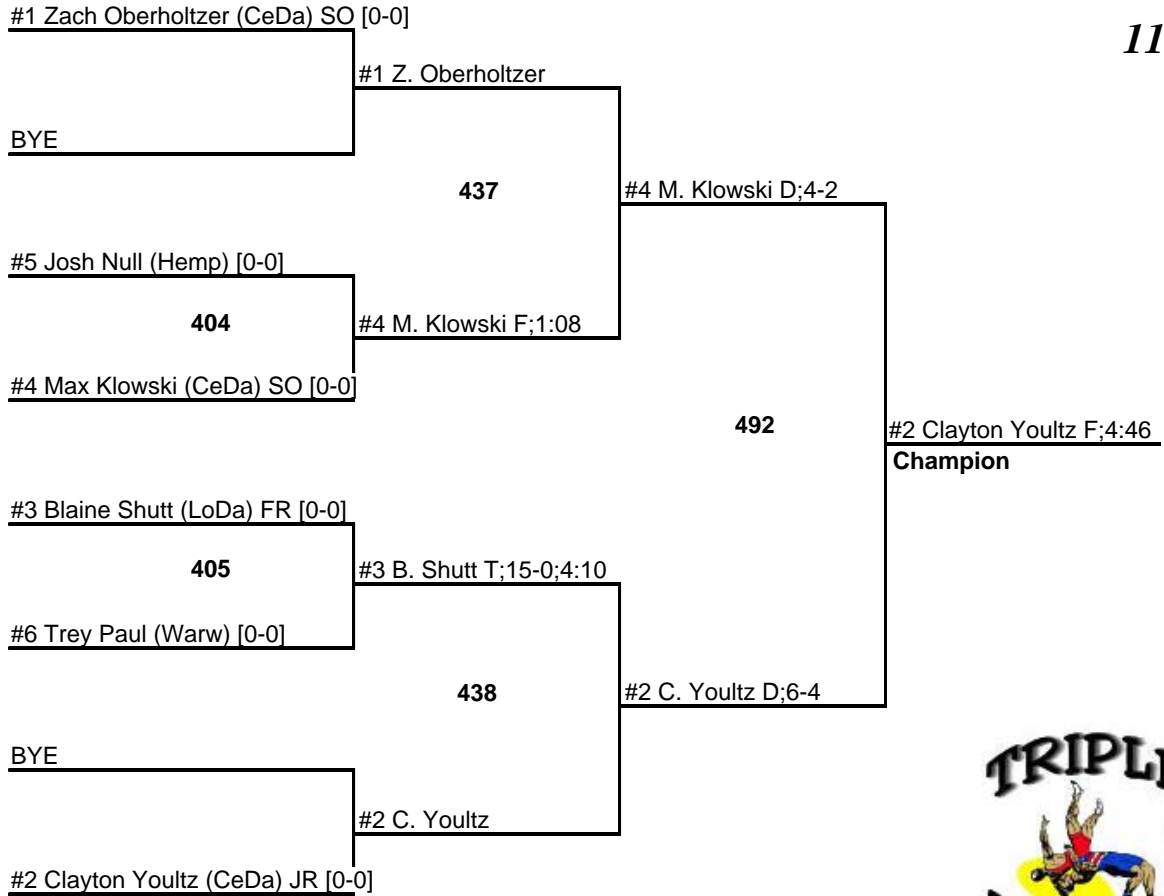 #1 Zach Oberholtzer (CeDa) SO [0-0]
11
#1 Z. Oberholtzer
BYE
437
#4 M. Klowski D;4-2
#5 Josh Null (Hemp) [0-0]
404
#4 M. Klowski F;1:08
#4 Max Klowski (CeDa) SO [0-0]
492
#2 Clayton Youltz F;4:46
Champion
#3 Blaine Shutt (LoDa) FR [0-0]
405
#3 B. Shutt T;15-0;4:10
#6 Trey Paul (Warw) [0-0]
438
#2 C. Youltz D;6-4
BYE
#2 C. Youltz
#2 Clayton Youltz (CeDa) JR [0-0]